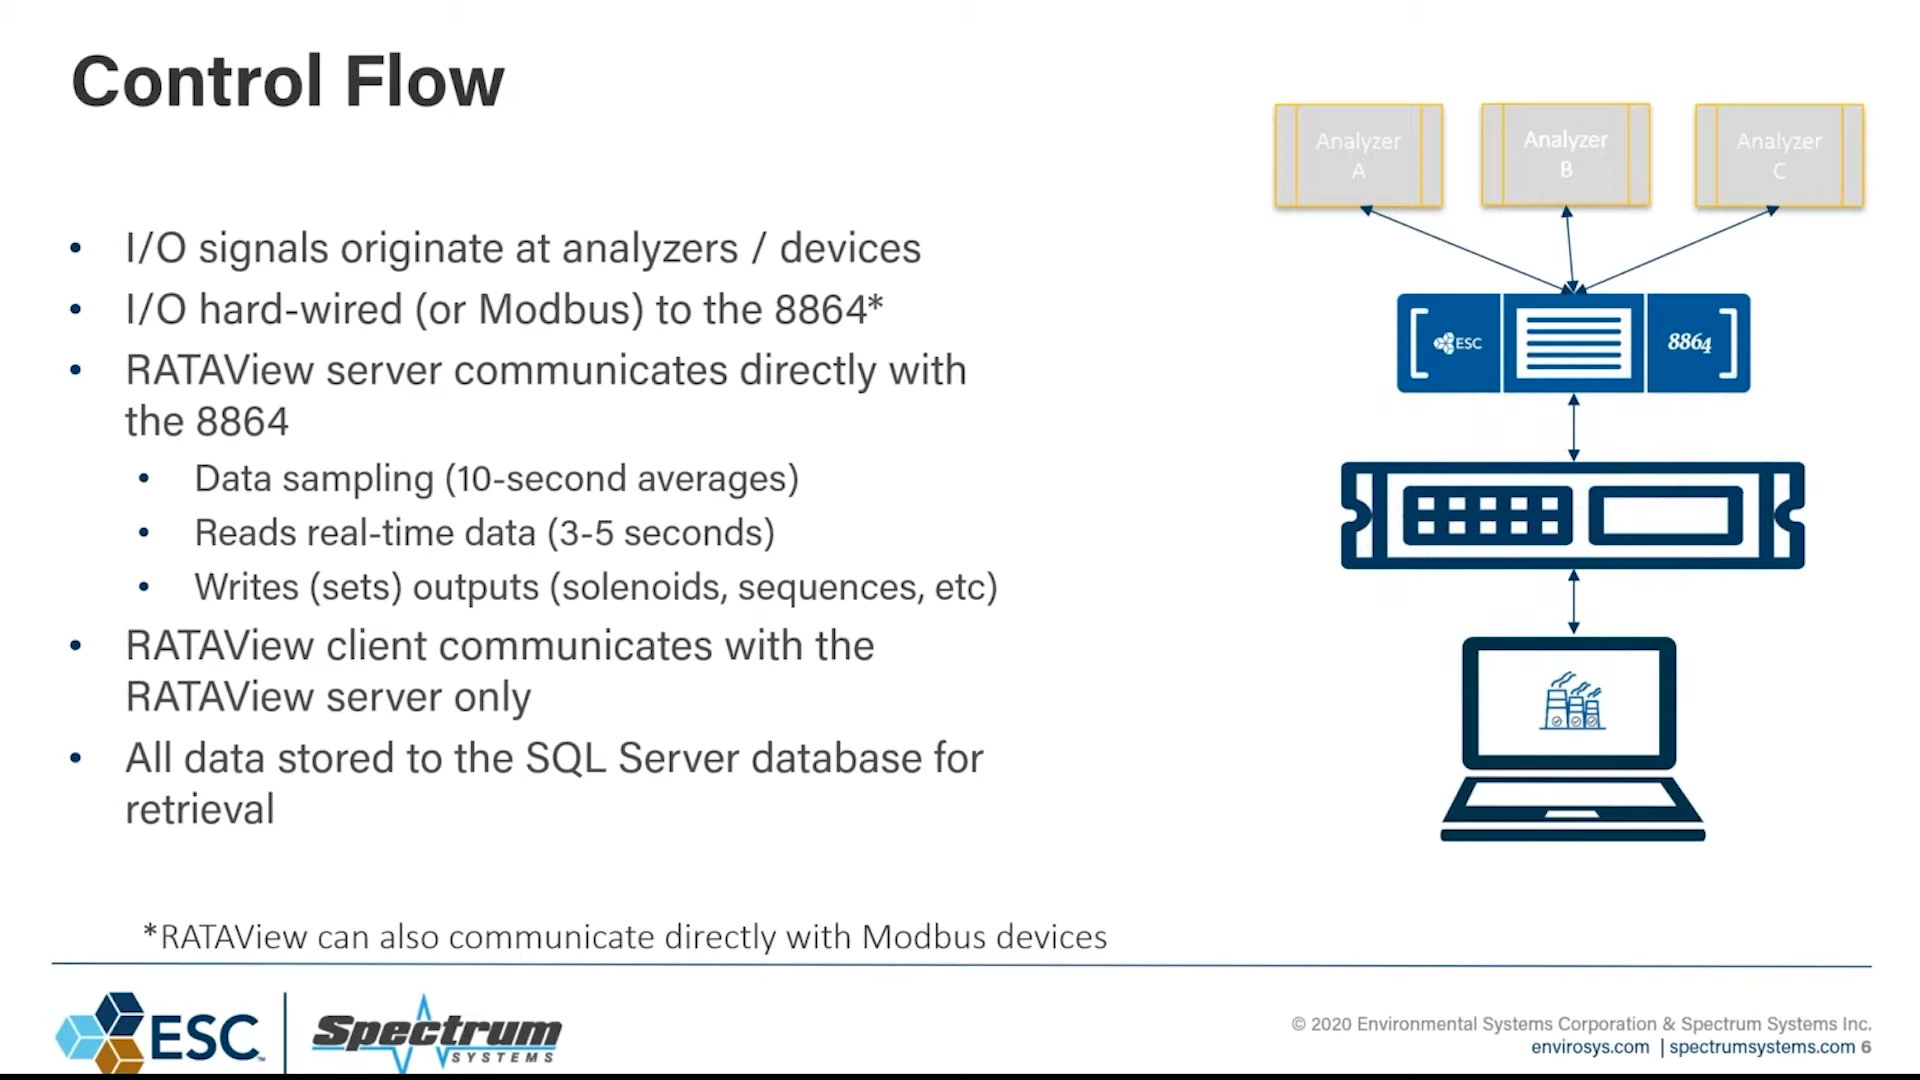 Control Flow
Analyzer
A
Analyzer
B
Analyzer
C
• I/O signals originate at analyzers / devices
• I/O hard-wired (or Modbus) to the 8864*
• RATAView server communicates directly with
the 8864
• Data sampling (10-second averages)
• Reads real-time data (3-5 seconds)
• Writes (sets) outputs (solenoids, sequences, etc)
• RATAView client communicates with the
RATAView server only
• All data stored to the SQL Server database for
retrieval
ESC
8864
*RATAView can also communicate directly with Modbus devices
ESC™
Spectrum
SYSTEMS
© 2020 Environmental Systems Corporation & Spectrum Systems Inc.
envirosys.com | spectrumsystems.com 6